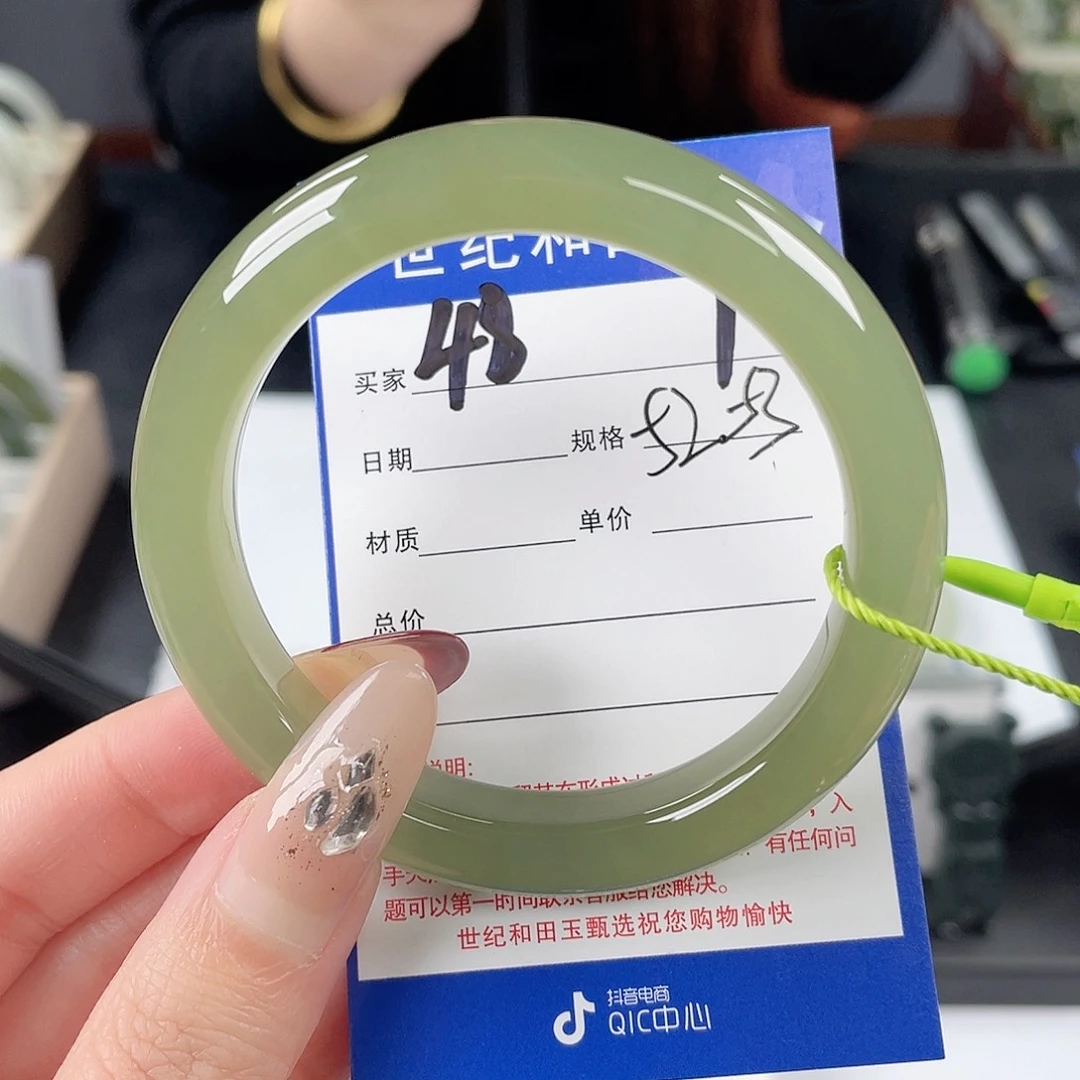 世纪和
买家 48
日期 规格
材质 单价
总价
说明:
,入
有任何问
题可以第一时间联系客服给您解决。
世纪和田玉甄选祝您购物愉快
抖音电商
QIC中心